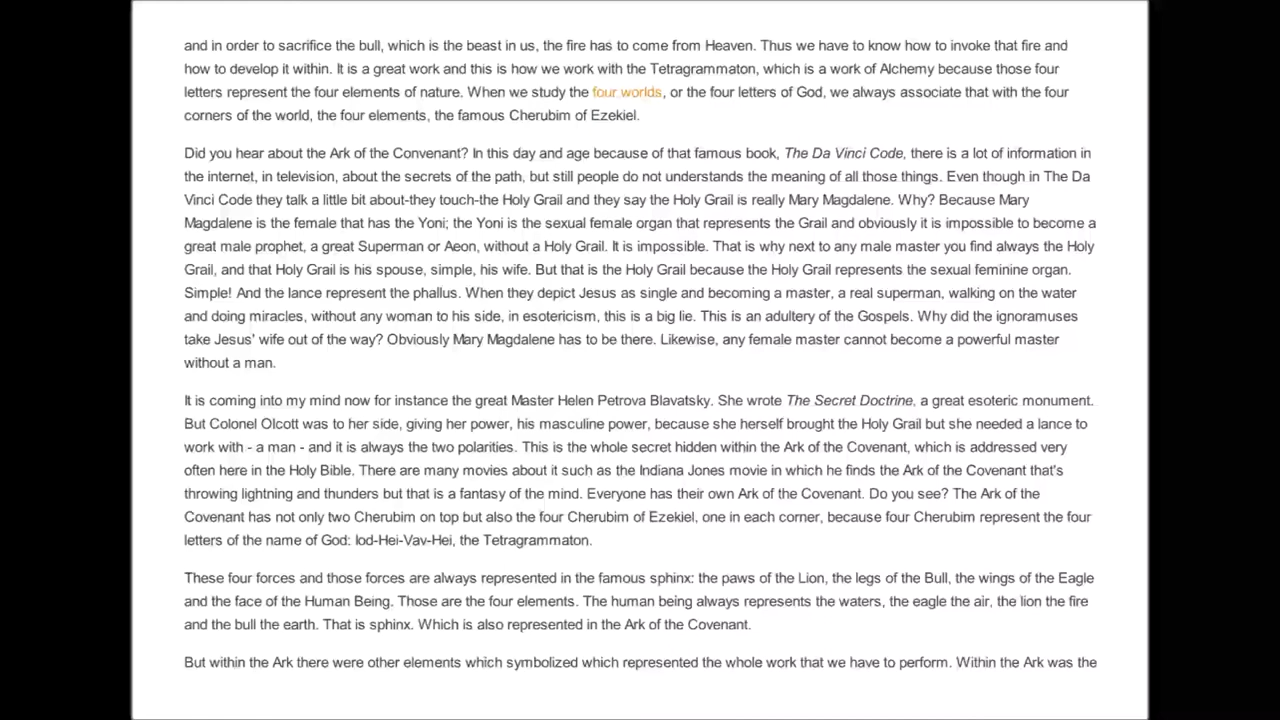 and in order to sacrifice the bull, which is the beast in us, the fire has to come from Heaven. Thus we have to know how to invoke that fire and
how to develop it within. It is a great work and this is how we work with the Tetragrammaton, which is a work of Alchemy because those four
letters represent the four elements of nature. When we study the four worlds, or the four letters of God, we always associate that with the four
corners of the world, the four elements, the famous Cherubim of Ezekiel.
Did you hear about the Ark of the Convenant? In this day and age because of that famous book, The Da Vinci Code, there is a lot of information in
the internet, in television, about the secrets of the path, but still people do not understands the meaning of all those things. Even though in The Da
Vinci Code they talk a little bit about-they touch-the Holy Grail and they say the Holy Grail is really Mary Magdalene. Why? Because Mary
Magdalene is the female that has the Yoni; the Yoni is the sexual female organ that represents the Grail and obviously it is impossible to become a
great male prophet, a great Superman or Aeon, without a Holy Grail. It is impossible. That is why next to any male master you find always the Holy
Grail, and that Holy Grail is his spouse, simple, his wife. But that is the Holy Grail because the Holy Grail represents the sexual feminine organ.
Simple! And the lance represent the phallus. When they depict Jesus as single and becoming a master, a real superman, walking on the water
and doing miracles, without any woman to his side, in esotericism, this is a big lie. This is an adultery of the Gospels. Why did the ignoramuses
take Jesus' wife out of the way? Obviously Mary Magdalene has to be there. Likewise, any female master cannot become a powerful master
without a man.
It is coming into my mind now for instance the great Master Helen Petrova Blavatsky. She wrote The Secret Doctrine, a great esoteric monument.
But Colonel Olcott was to her side, giving her power, his masculine power, because she herself brought the Holy Grail but she needed a lance to
work with - a man - and it is always the two polarities. This is the whole secret hidden within the Ark of the Covenant, which is addressed very
often here in the Holy Bible. There are many movies about it such as the Indiana Jones movie in which he finds the Ark of the Covenant that's
throwing lightning and thunders but that is a fantasy of the mind. Everyone has their own Ark of the Covenant. Do you see? The Ark of the
Covenant has not only two Cherubim on top but also the four Cherubim of Ezekiel, one in each corner, because four Cherubim represent the four
letters of the name of God: Iod-Hei-Vav-Hei, the Tetragrammaton.
These four forces and those forces are always represented in the famous sphinx: the paws of the Lion, the legs of the Bull, the wings of the Eagle
and the face of the Human Being. Those are the four elements. The human being always represents the waters, the eagle the air, the lion the fire
and the bull the earth. That is sphinx. Which is also represented in the Ark of the Covenant.
But within the Ark there were other elements which symbolized which represented the whole work that we have to perform. Within the Ark was the